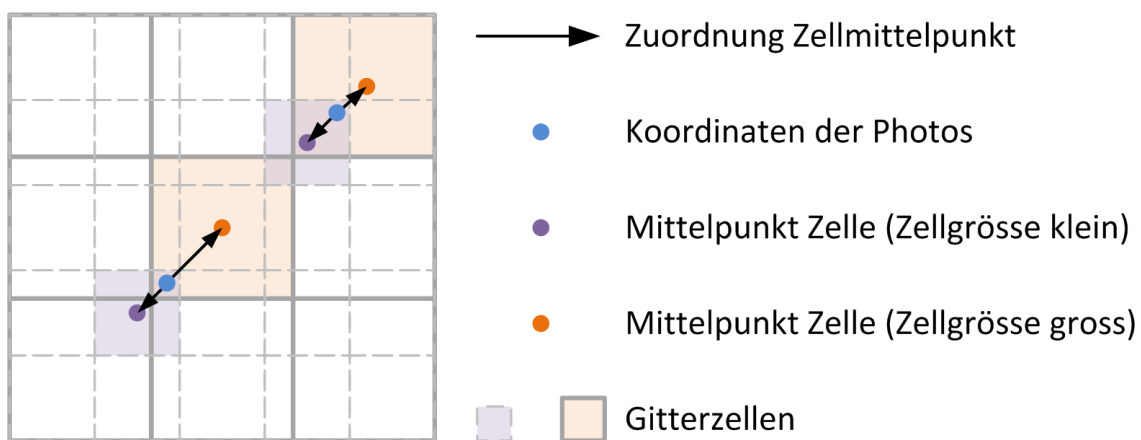 Zuordnung Zellmittelpunkt
Koordinaten der Photos
Mittelpunkt Zelle (Zellgrösse klein)
Mittelpunkt Zelle (Zellgrösse gross)
Gitterzellen